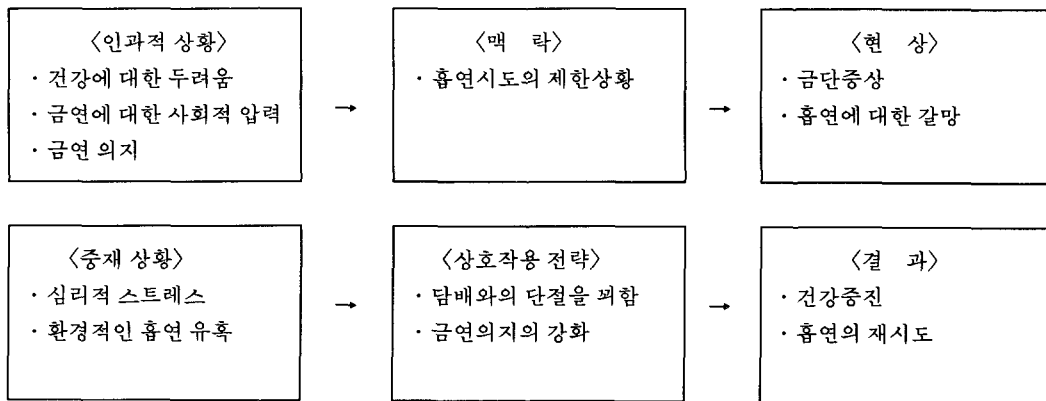 〈인과적 상황〉
· 건강에 대한 두려움
· 금연에 대한 사회적 압력
· 금연 의지
→
〈맥 락〉
· 흡연시도의 제한상황
→
〈현 상〉
· 금단증상
· 흡연에 대한 갈망
〈중재 상황〉
· 심리적 스트레스
· 환경적인 흡연 유혹
→
〈상호작용 전략〉
· 담배와의 단절을 꾀함
· 금연의지의 강화
→
〈결 과〉
· 건강증진
· 흡연의 재시도